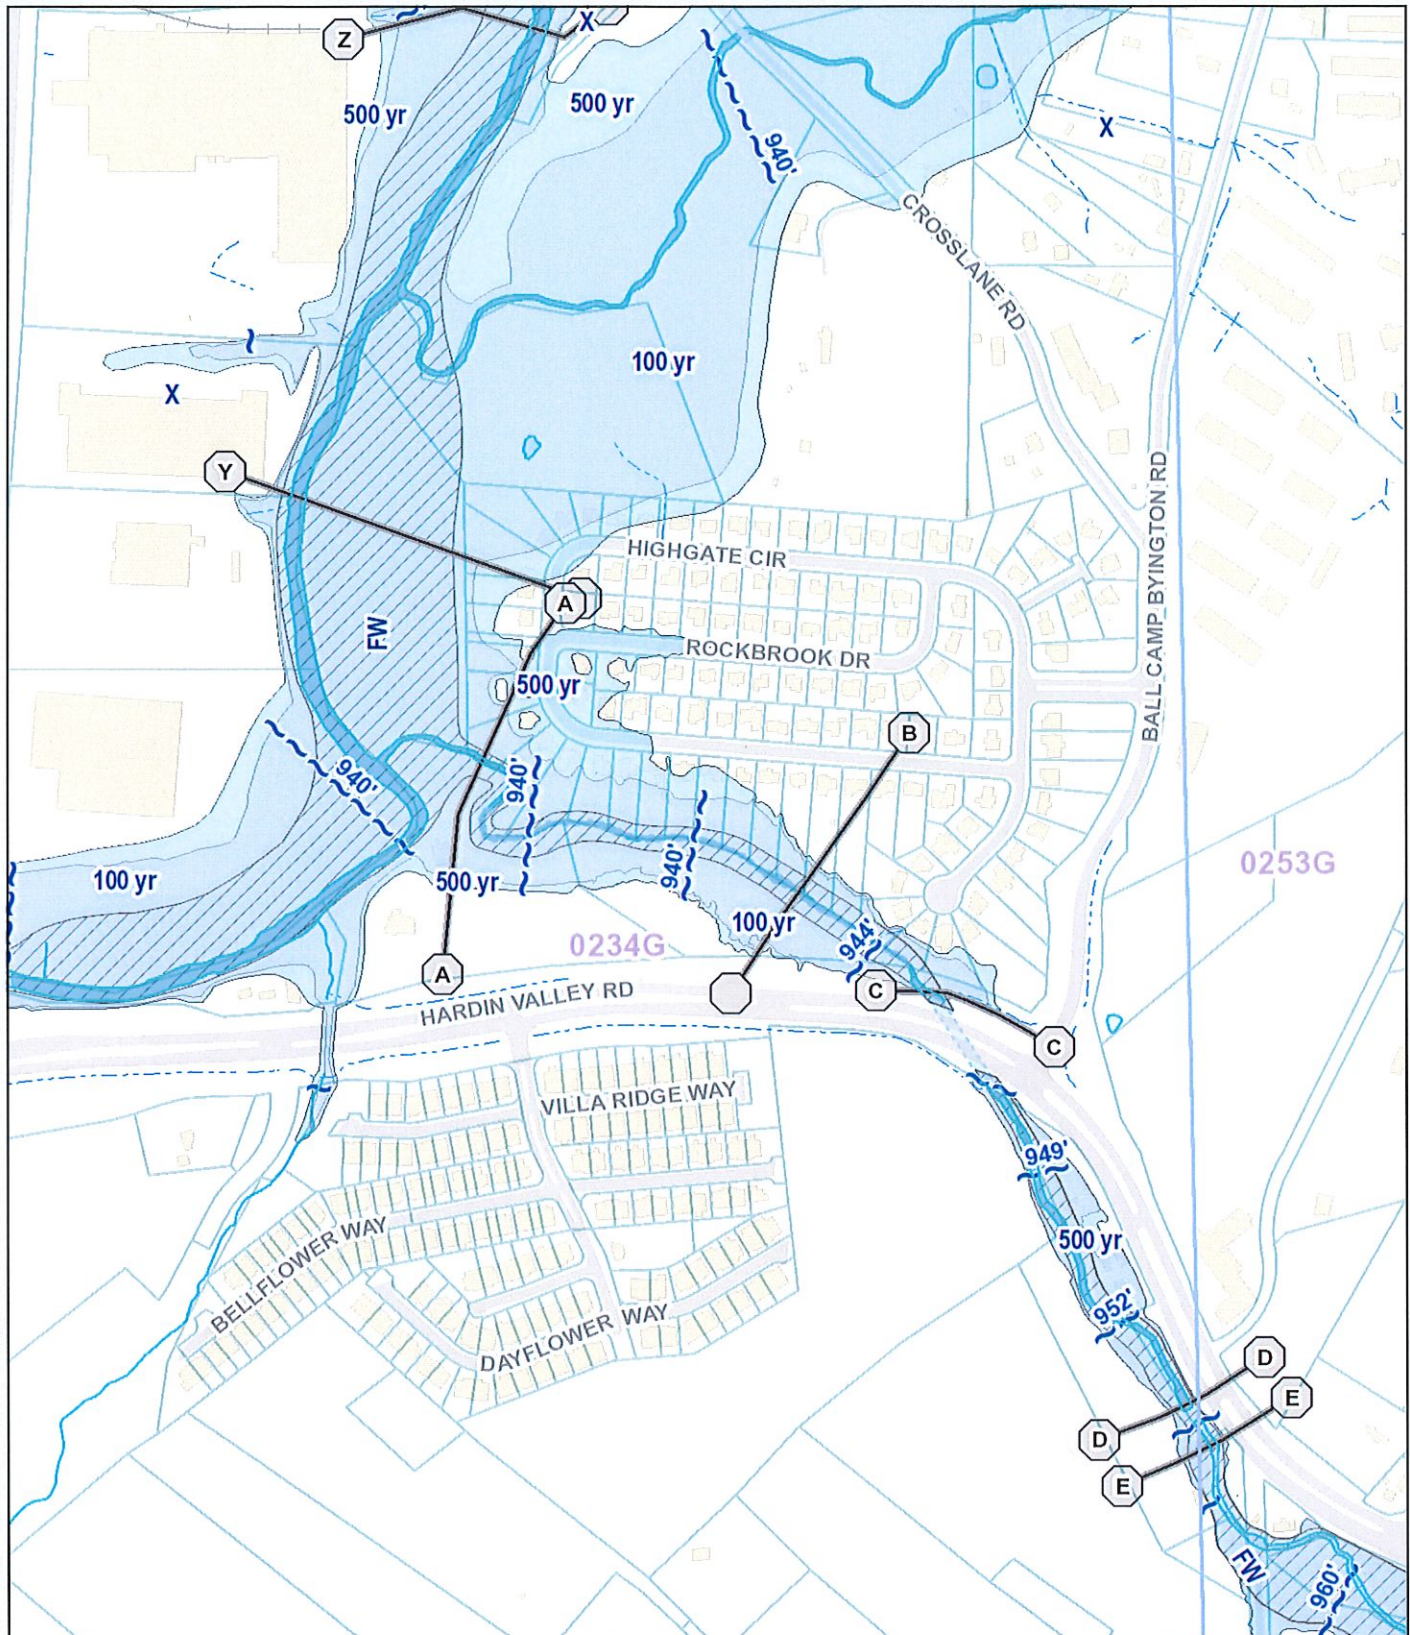 Z
X
500 yr
500 yr
940'
X
CROSSLANE RD
100 yr
X
Y
BALL CAMP BYINGTON RD
HIGHGATE CIR
A
FW
ROCKBROOK DR
500 yr
B
940'
940'
940'
0253G
100 yr
500 yr
100 yr
944'
0234G
A
C
HARDIN VALLEY RD
C
VILLA RIDGE WAY
949'
BELLFLOWER WAY
500 yr
952'
DAYFLOWER WAY
D
E
D
E
FW
960'